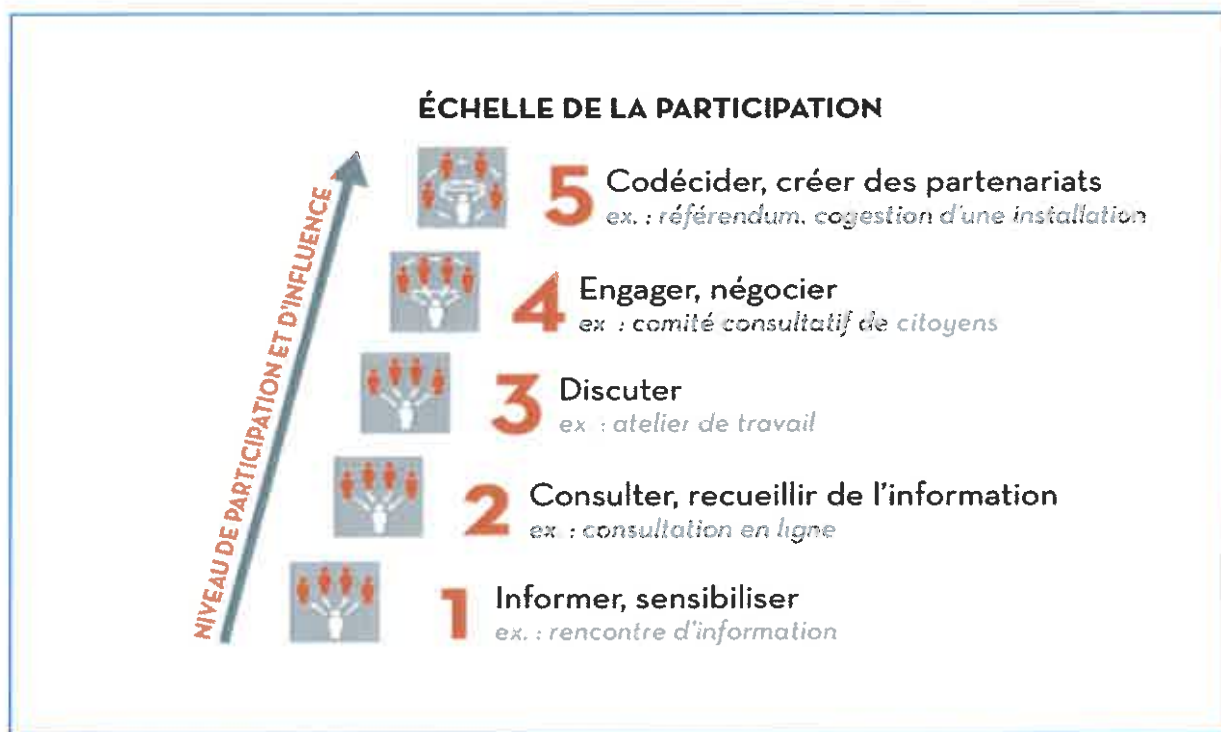 ÉCHELLE DE LA PARTICIPATION
NIVEAU DE PARTICIPATION ET D'INFLUENCE
5 Codécider, créer des partenariats
ex. : référendum, cogestion d'une installation
4 Engager, négocier
ex : comité consultatif de citoyens
3 Discuter
ex : atelier de travail
2 Consulter, recueillir de l'information
ex. : consultation en ligne
1 Informer, sensibiliser
ex. : rencontre d'information